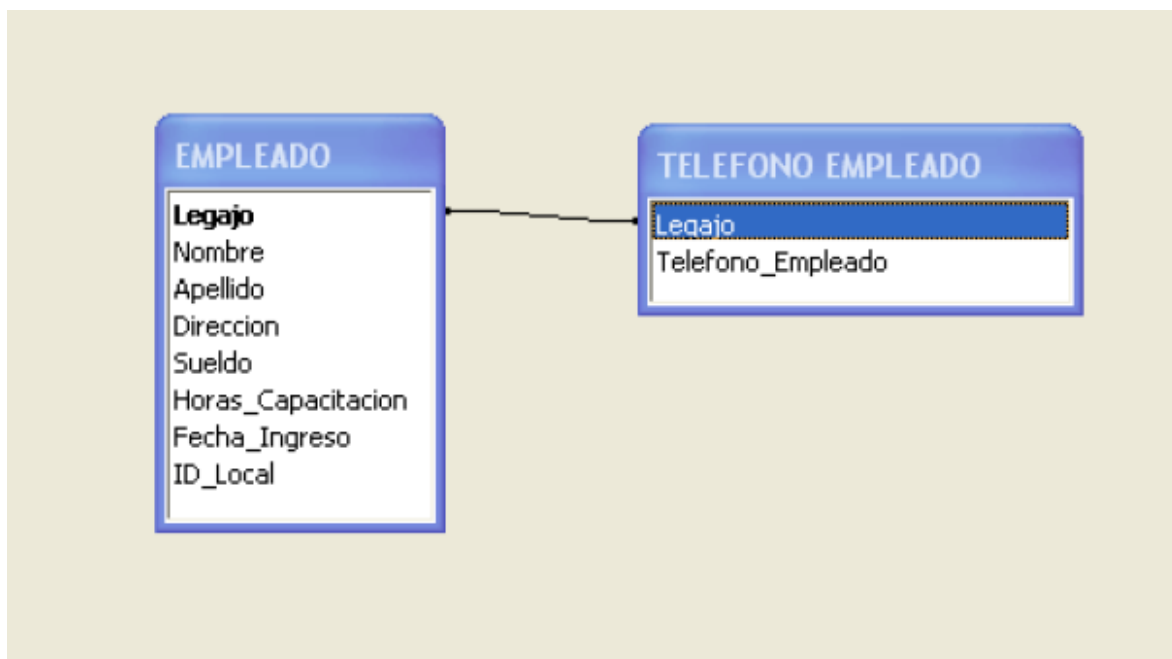 EMPLEADO
Legajo
Nombre
Apellido
Direccion
Sueldo
Horas_Capacitacion
Fecha_Ingreso
ID_Local
TELEFONO EMPLEADO
Legajo
Telefono_Empleado